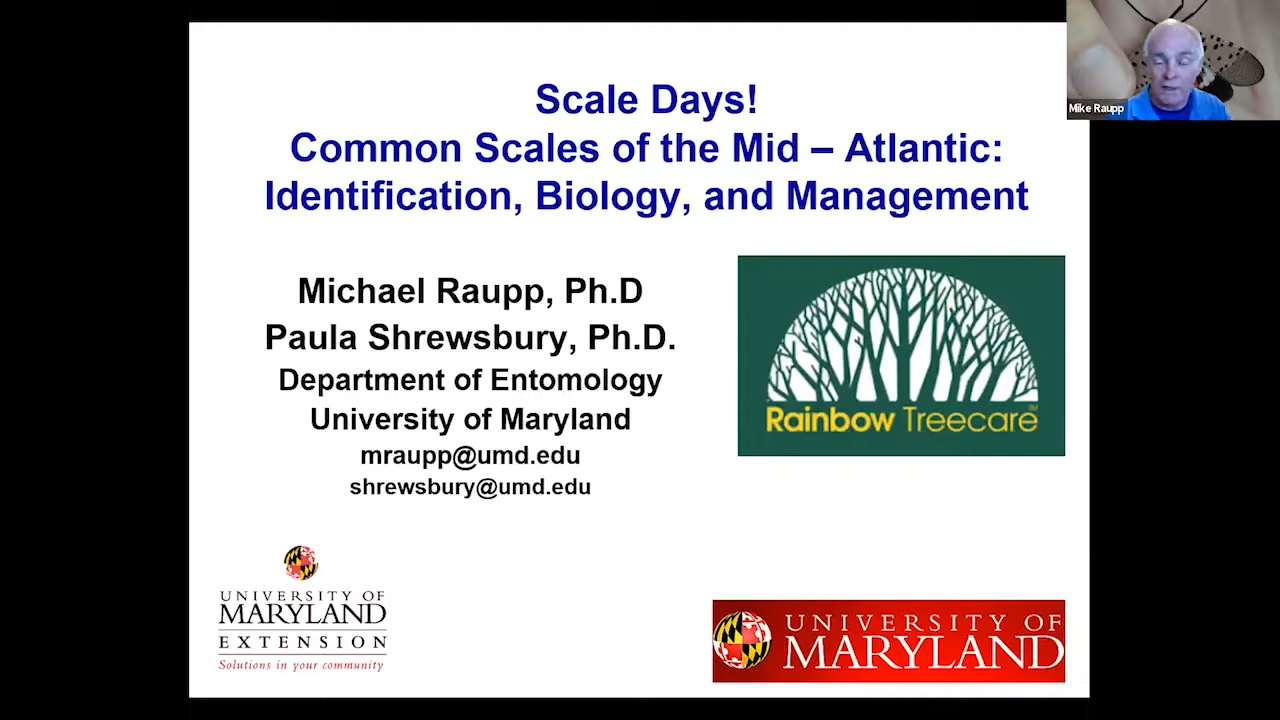 Scale Days!
Common Scales of the Mid – Atlantic:
Identification, Biology, and Management
Michael Raupp, Ph.D
Paula Shrewsbury, Ph.D.
Department of Entomology
University of Maryland
mraupp@umd.edu
shrewsbury@umd.edu
Rainbow Treecare
UNIVERSITY OF
MARYLAND
EXTENSION
Solutions in your community
UNIVERSITY OF
MARYLAND
Mike Raupp